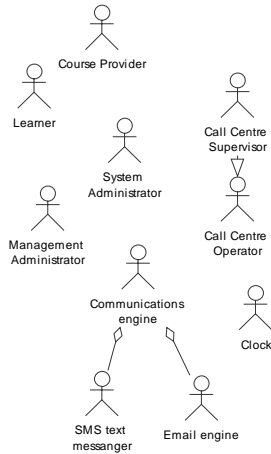 Course Provider
Learner
Call Centre
Supervisor
System
Administrator
Management
Administrator
Call Centre
Operator
Communications
engine
Clock
SMS text
messanger
Email engine